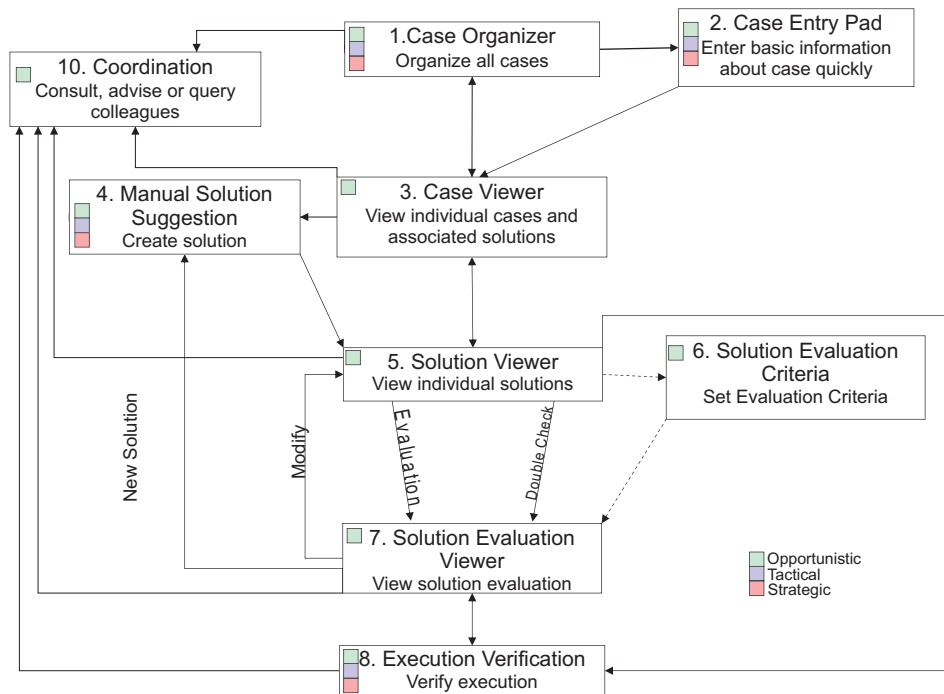 1.Case Organizer
Organize all cases
2. Case Entry Pad
Enter basic information
about case quickly
10. Coordination
Consult, advise or query
colleagues
3. Case Viewer
View individual cases and
associated solutions
4. Manual Solution
Suggestion
Create solution
5. Solution Viewer
View individual solutions
6. Solution Evaluation
Criteria
Set Evaluation Criteria
New Solution
Modify
Evaluation
Double Check
7. Solution Evaluation
Viewer
View solution evaluation
Opportunistic
Tactical
Strategic
8. Execution Verification
Verify execution